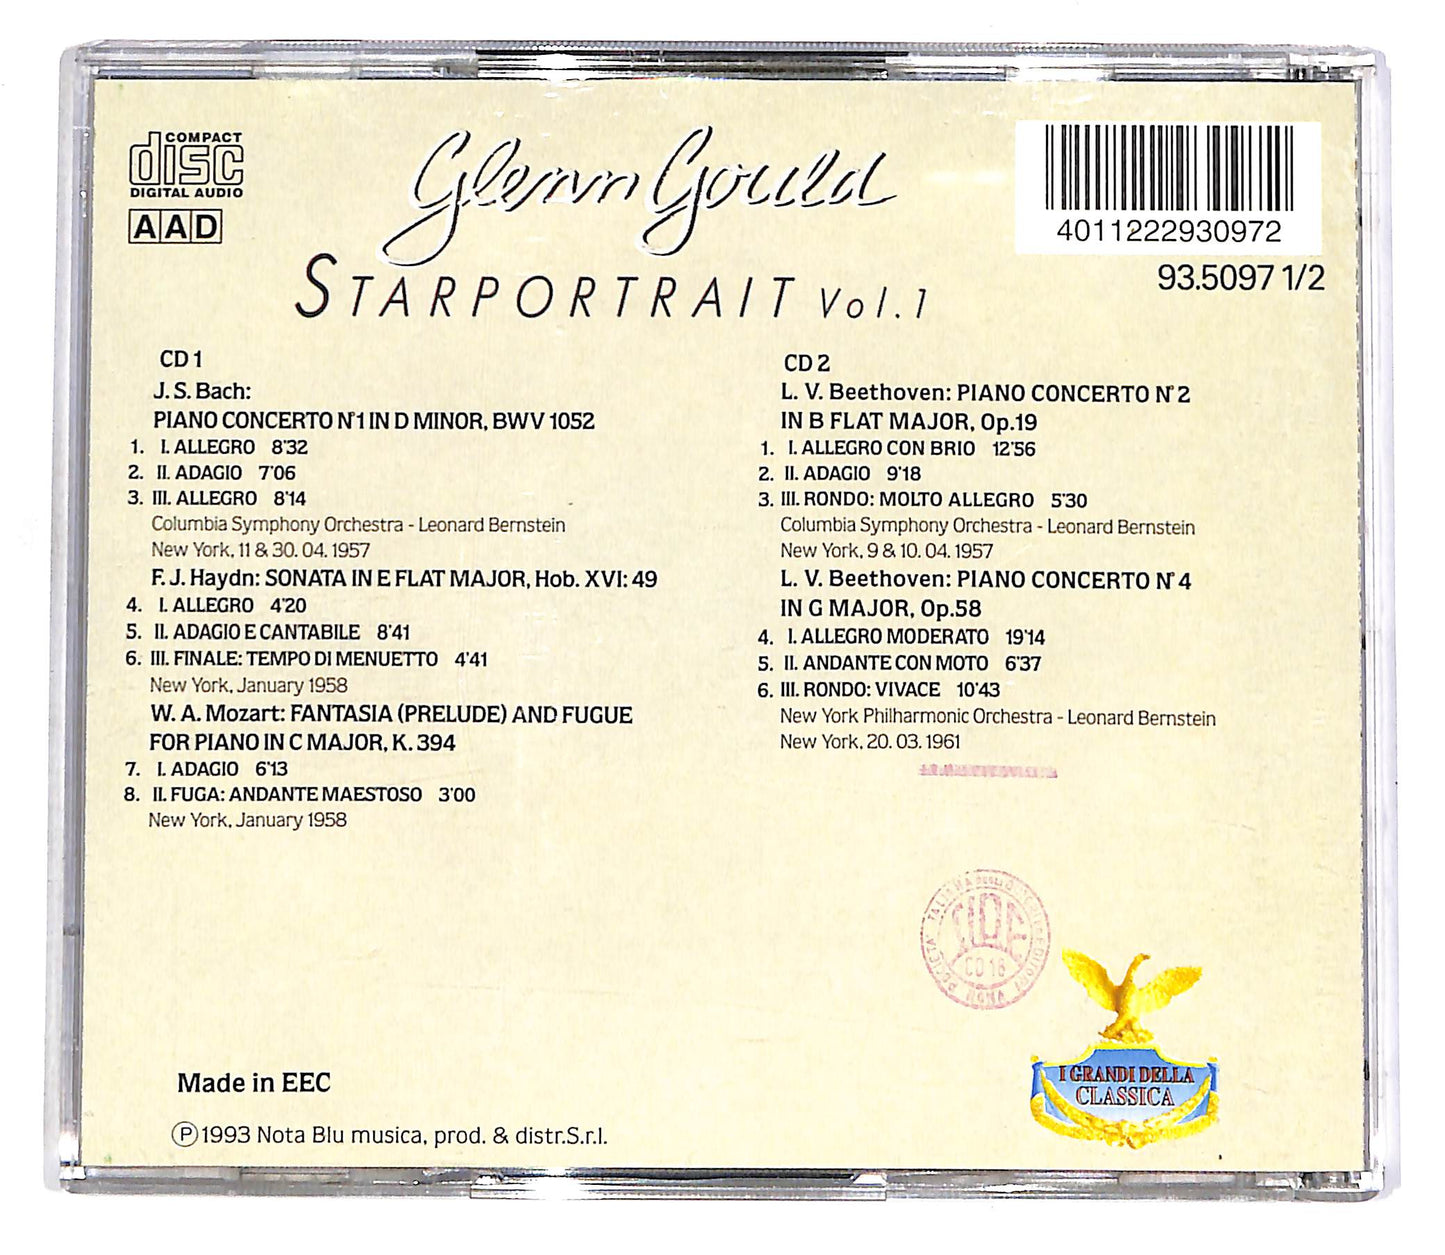 COMPACT
disc
DIGITAL AUDIO
AAD
Glenn Gould
STARPORTRAIT Vol.1
4011222930972
93.5097 1/2
CD 1
J. S. Bach:
PIANO CONCERTO N°1 IN D MINOR, BWV 1052
1. I. ALLEGRO 8'32
2. II. ADAGIO 7'06
3. III. ALLEGRO 8'14
Columbia Symphony Orchestra - Leonard Bernstein
New York, 11 & 30. 04. 1957
F. J. Haydn: SONATA IN E FLAT MAJOR, Hob. XVI: 49
4. I. ALLEGRO 4'20
5. II. ADAGIO E CANTABILE 8'41
6. III. FINALE: TEMPO DI MENUETTO 4'41
New York, January 1958
W. A. Mozart: FANTASIA (PRELUDE) AND FUGUE
FOR PIANO IN C MAJOR, K. 394
7. I. ADAGIO 6'13
8. II. FUGA: ANDANTE MAESTOSO 3'00
New York, January 1958
CD 2
L. V. Beethoven: PIANO CONCERTO N° 2
IN B FLAT MAJOR, Op.19
1. I. ALLEGRO CON BRIO 12'56
2. II. ADAGIO 9'18
3. III. RONDO: MOLTO ALLEGRO 5'30
Columbia Symphony Orchestra - Leonard Bernstein
New York, 9 & 10. 04. 1957
L. V. Beethoven: PIANO CONCERTO N° 4
IN G MAJOR, Op.58
4. I. ALLEGRO MODERATO 19'14
5. II. ANDANTE CON MOTO 6'37
6. III. RONDO: VIVACE 10'43
New York Philharmonic Orchestra - Leonard Bernstein
New York, 20. 03. 1961
SIAE
CD 16
ROMA
I GRANDI DELLA
CLASSICA
Made in EEC
℗ 1993 Nota Blu musica, prod. & distr.S.r.l.